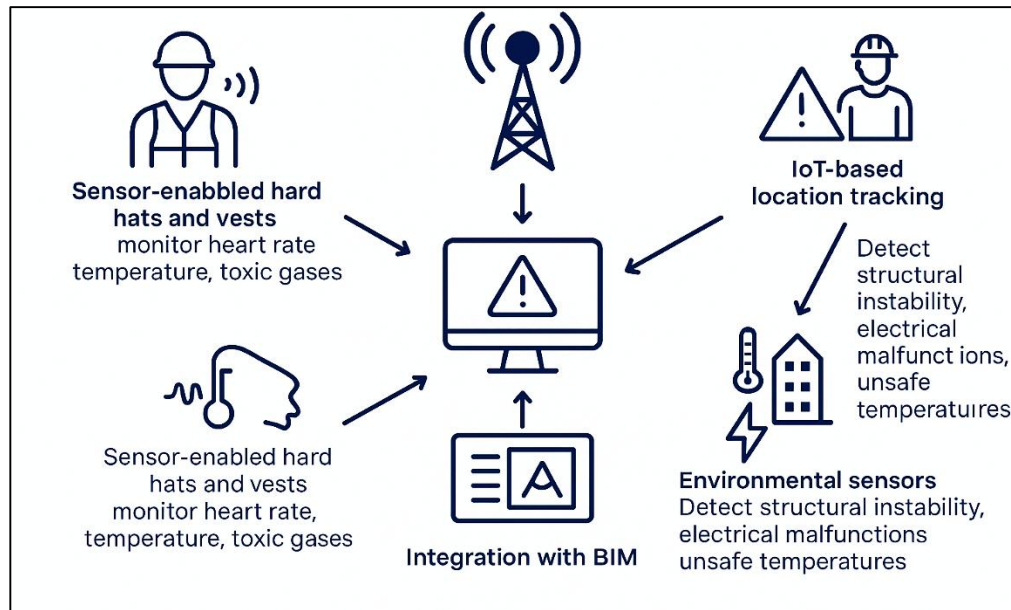 Sensor-enabbled hard
hats and vests
monitor heart rate
temperature, toxic gases
IoT-based
location tracking
Detect
structural
instability,
electrical
malfunct ions,
unsafe
temperatures
Sensor-enabled hard
hats and vests
monitor heart rate,
temperature, toxic gases
Integration with BIM
Environmental sensors
Detect structural instability,
electrical malfunctions
unsafe temperatures